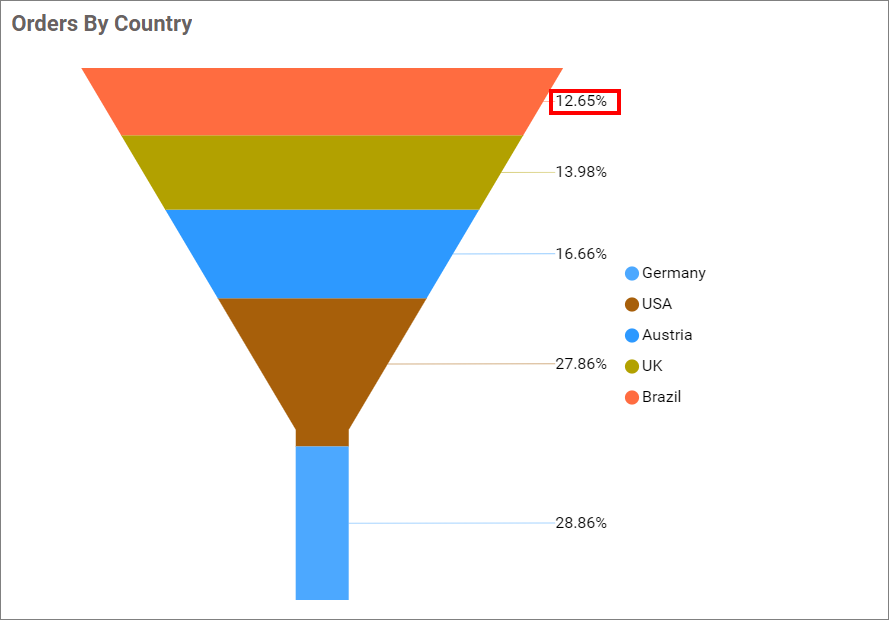 Orders By Country
12.65%
13.98%
16.66%
27.86%
28.86%
Germany
USA
Austria
UK
Brazil